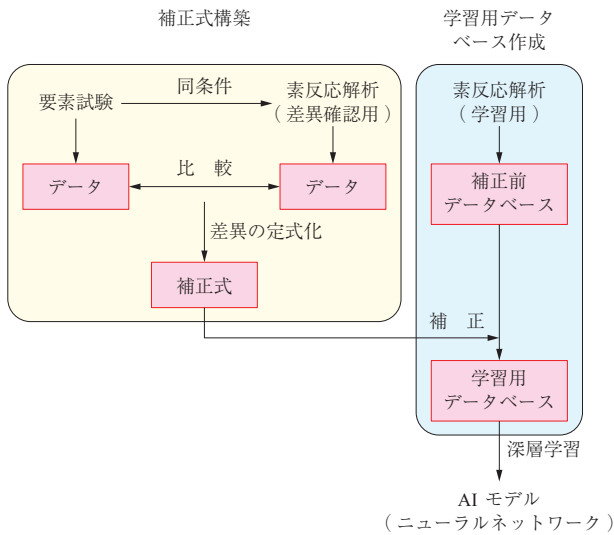 補正式構築
学習用データ
ベース作成
要素試験
同条件
素反応解析
（ 差異確認用 ）
データ
比　較
データ
差異の定式化
補正式
素反応解析
（ 学習用 ）
補正前
データベース
補　正
学習用
データベース
深層学習
AI モデル
（ ニューラルネットワーク ）